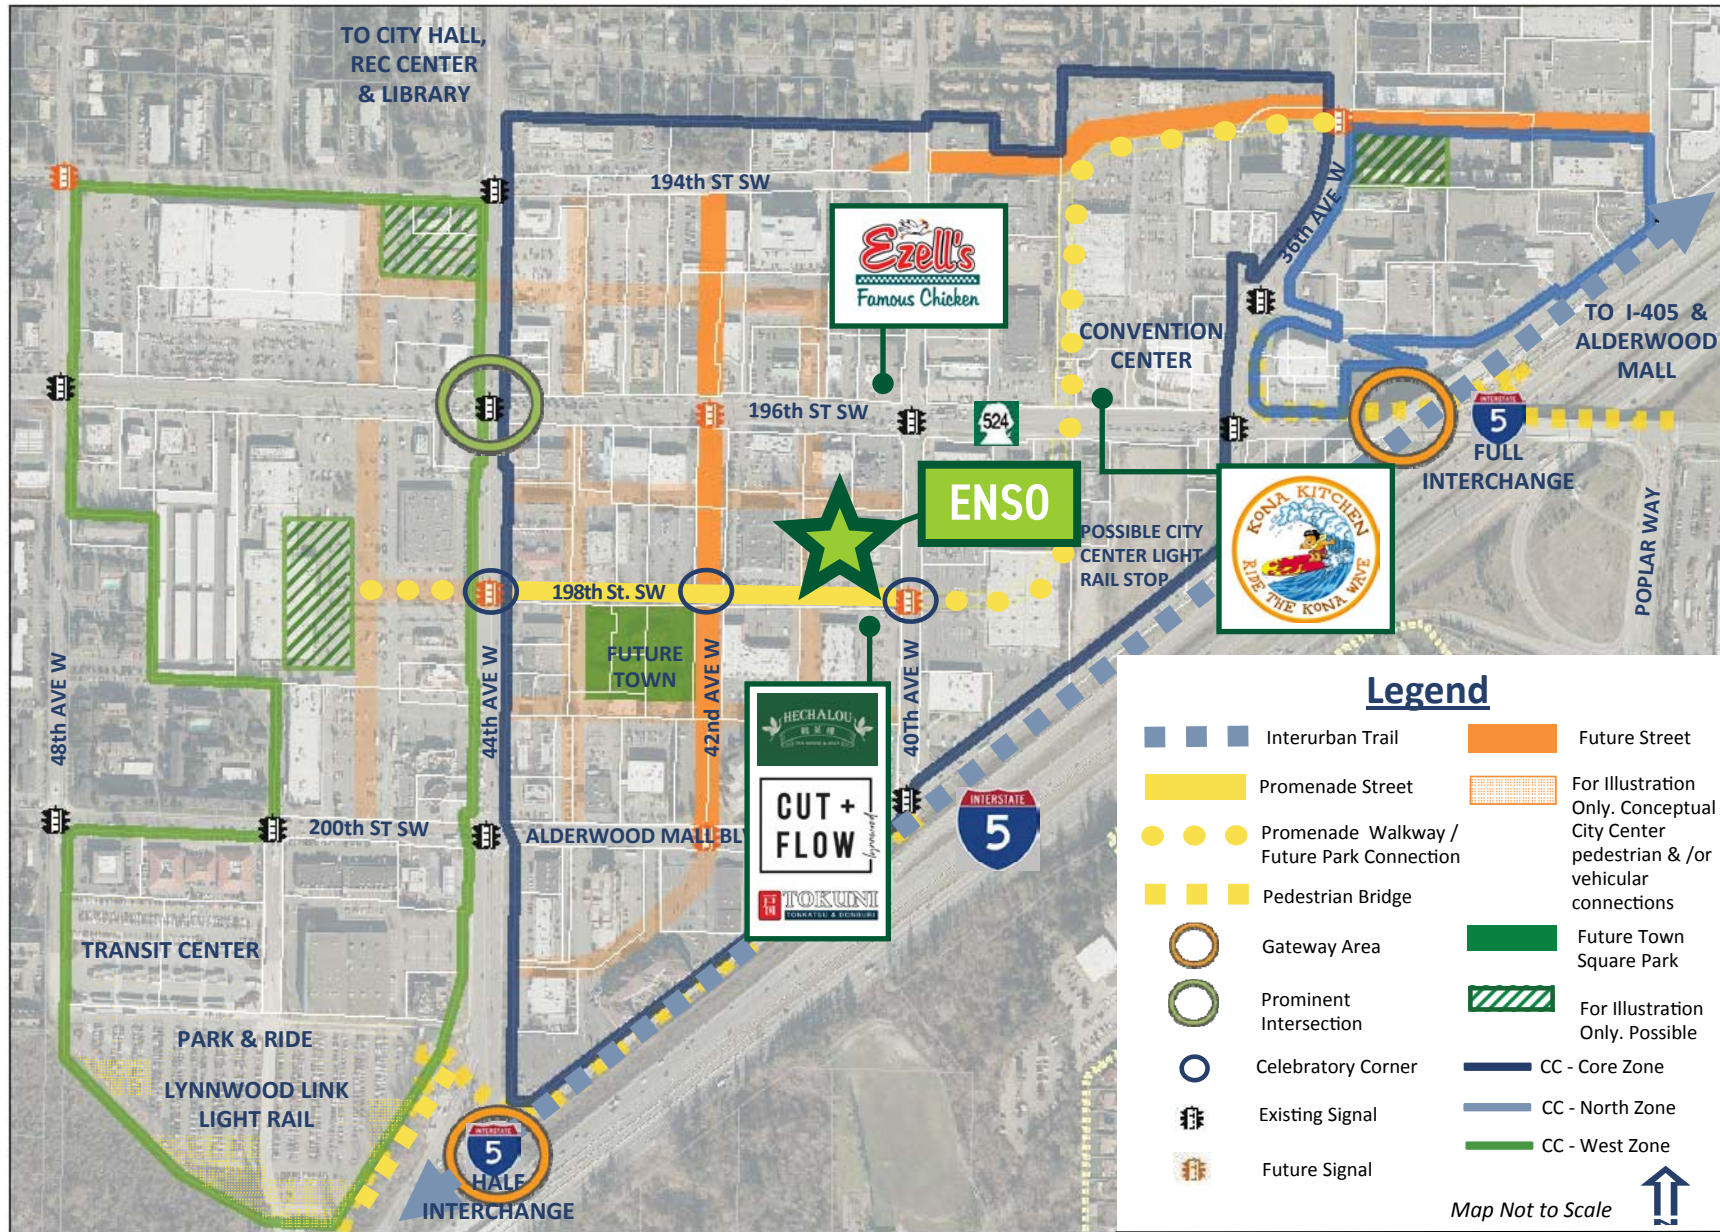 TO CITY HALL,
REC CENTER
& LIBRARY
194th ST SW
Ezell's
Famous Chicken
36th AVE W
CONVENTION
CENTER
TO I-405 &
ALDERWOOD
MALL
196th ST SW
524
INTERSTATE
5
FULL
INTERCHANGE
ENSO
POSSIBLE CITY
CENTER LIGHT
RAIL STOP
KONA KITCHEN
RIDE THE KONA WAVE
POPLAR WAY
198th St. SW
FUTURE
TOWN
48th AVE W
44th AVE W
42nd AVE W
40Th AVE W
HECHALOU
CUT +
FLOW
lynnwood
TOKUNI
TONKATSU & DONBURI
INTERSTATE
5
200th ST SW
ALDERWOOD MALL BLV
TRANSIT CENTER
PARK & RIDE
LYNNWOOD LINK
LIGHT RAIL
INTERSTATE
5
HALF
INTERCHANGE
Legend
Interurban Trail
Promenade Street
Promenade Walkway /
Future Park Connection
Pedestrian Bridge
Gateway Area
Prominent
Intersection
Celebratory Corner
Existing Signal
Future Signal
Future Street
For Illustration
Only. Conceptual
City Center
pedestrian & /or
vehicular
connections
Future Town
Square Park
For Illustration
Only. Possible
CC - Core Zone
CC - North Zone
CC - West Zone
Map Not to Scale